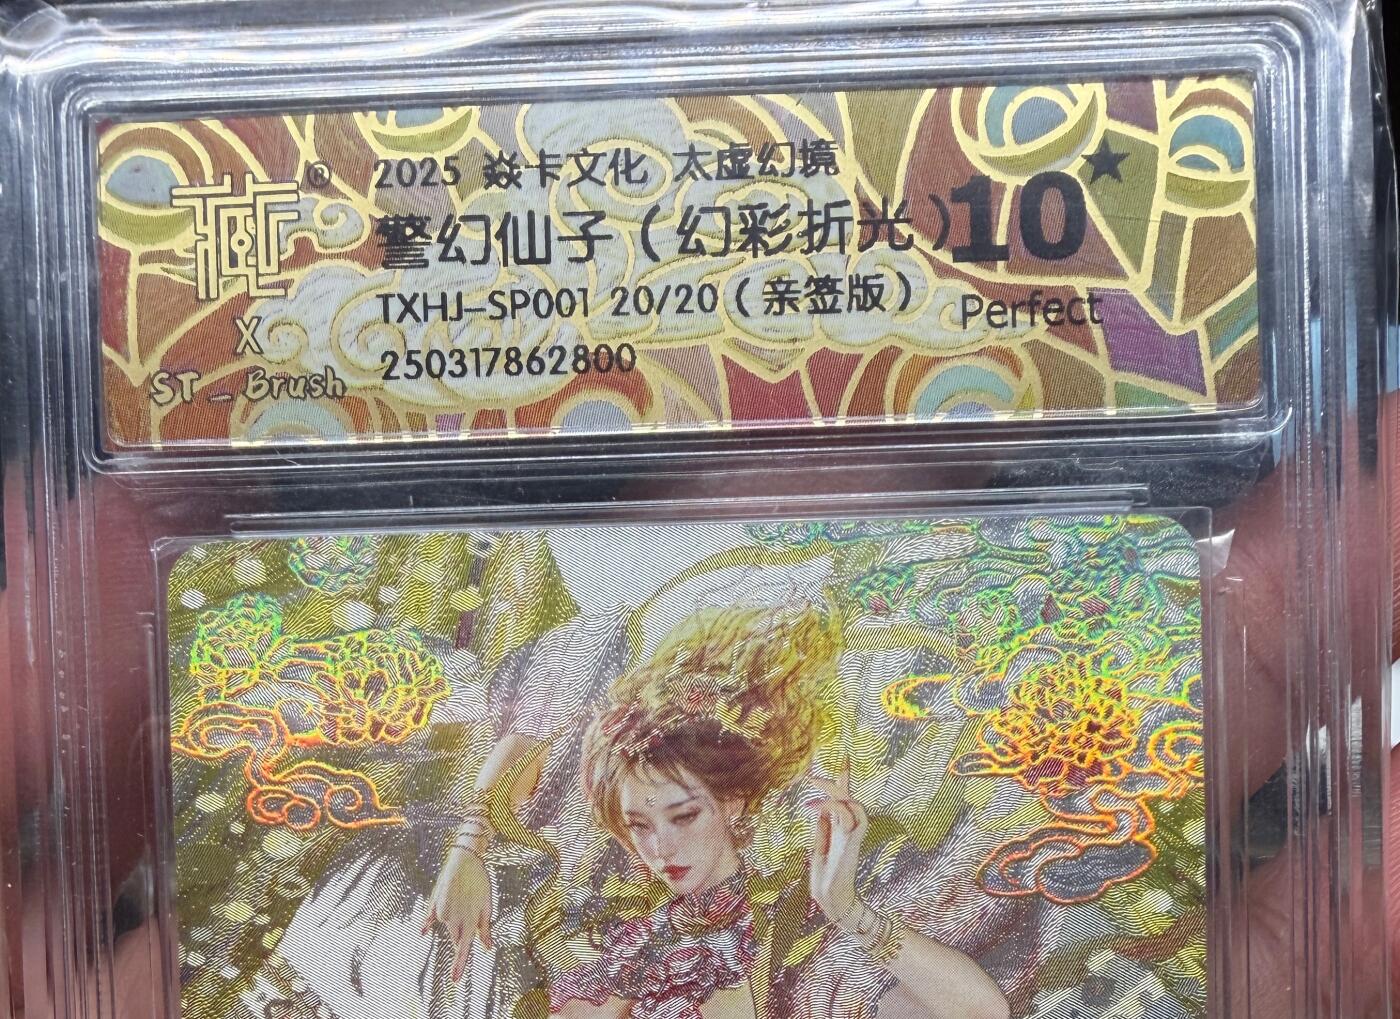 藏®
X
ST_Brush
2025 焱卡文化 太虚幻境
警幻仙子（幻彩折光）
TXHJ-SP001 20/20（亲签版）
250317862800
10★
Perfect